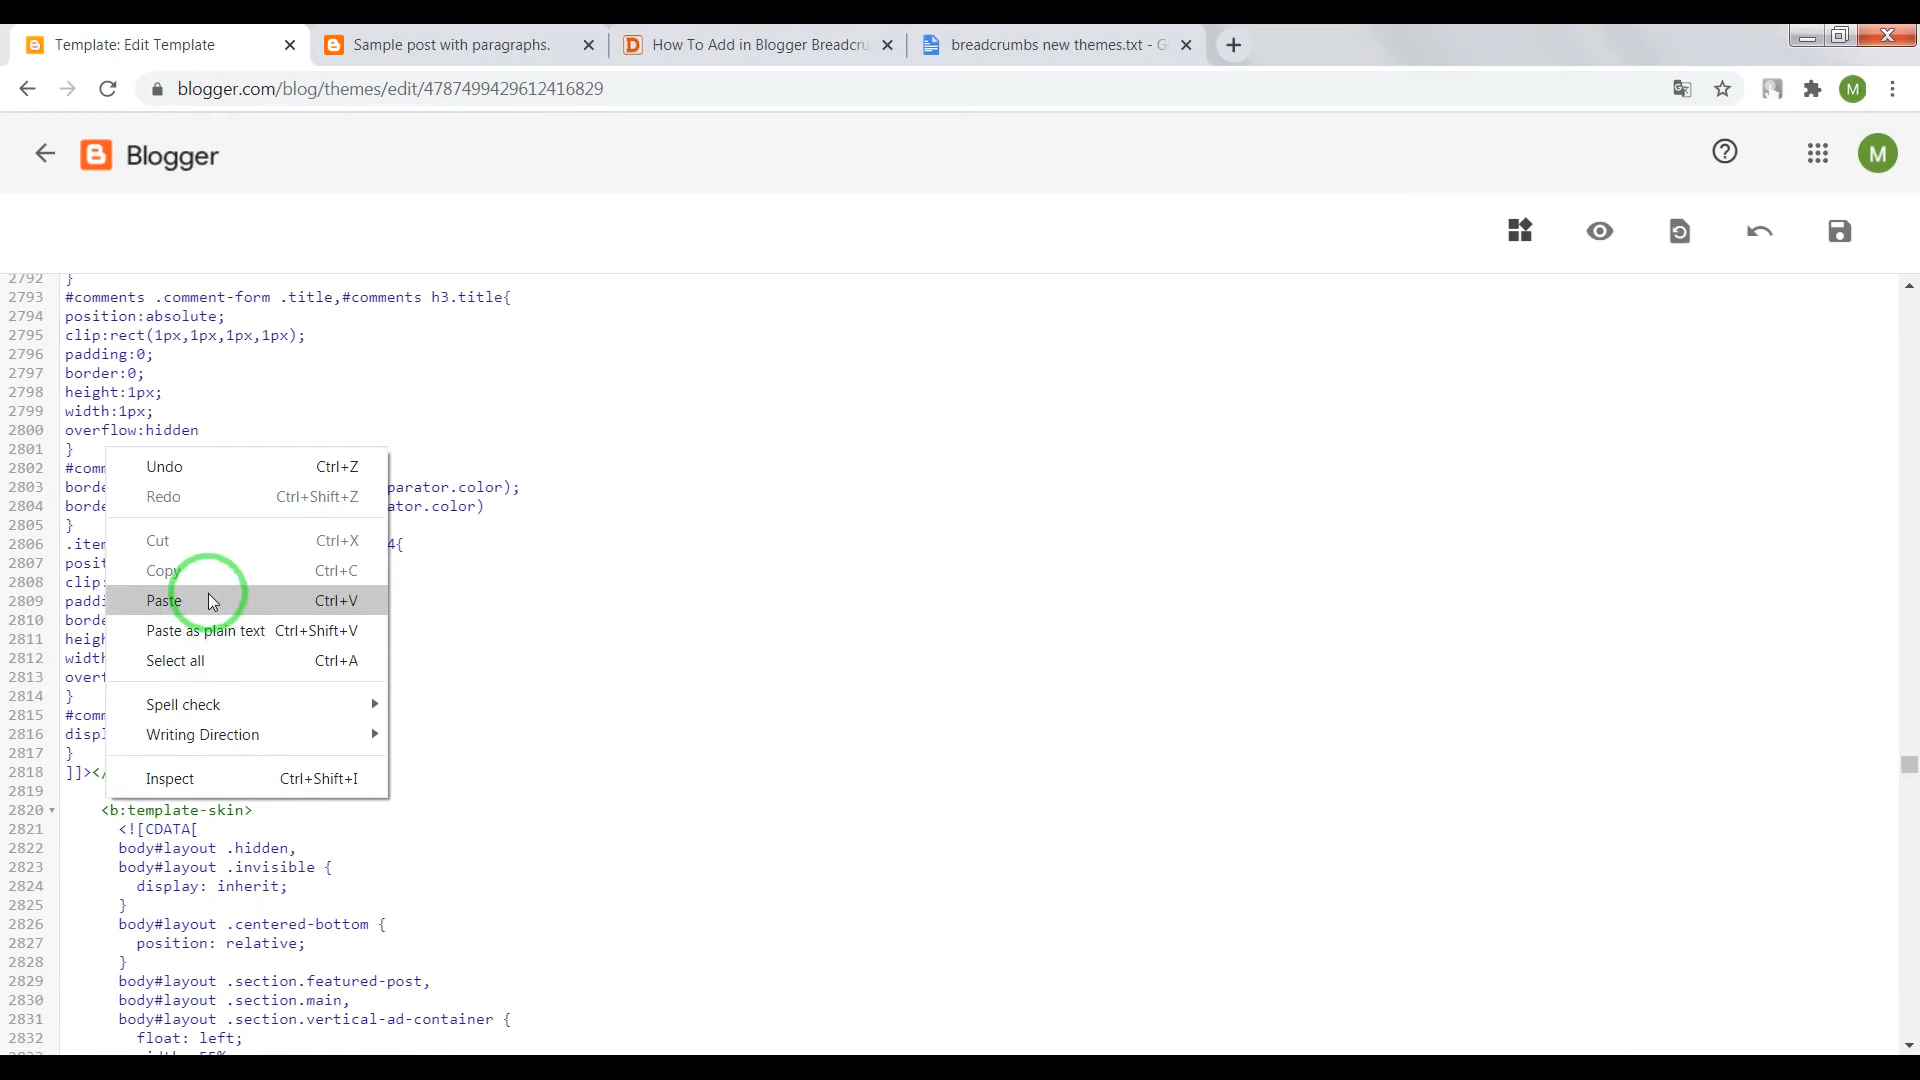 Template: Edit Template
Sample post with paragraphs.
How To Add in Blogger Breadcru
breadcrumbs new themes.txt - G
blogger.com/blog/themes/edit/4787499429612416829
M
Blogger
M
2792 }
2793 #comments .comment-form .title,#comments h3.title{
2794 position:absolute;
2795 clip:rect(1px,1px,1px,1px);
2796 padding:0;
2797 border:0;
2798 height:1px;
2799 width:1px;
2800 overflow:hidden
2801 }
2802 #comm
2803 borde parator.color);
2804 borde ator.color)
2805 }
2806 .item 4{
2807 posit
2808 clip:
2809 paddi
2810 borde
2811 heigh
2812 width
2813 overf
2814 }
2815 #comm
2816 displ
2817 }
2818 ]]></
2819
2820 <b:template-skin>
2821 <![CDATA[
2822 body#layout .hidden,
2823 body#layout .invisible {
2824 display: inherit;
2825 }
2826 body#layout .centered-bottom {
2827 position: relative;
2828 }
2829 body#layout .section.featured-post,
2830 body#layout .section.main,
2831 body#layout .section.vertical-ad-container {
2832 float: left;
Undo Ctrl+Z
Redo Ctrl+Shift+Z
Cut Ctrl+X
Copy Ctrl+C
Paste Ctrl+V
Paste as plain text Ctrl+Shift+V
Select all Ctrl+A
Spell check
Writing Direction
Inspect Ctrl+Shift+I